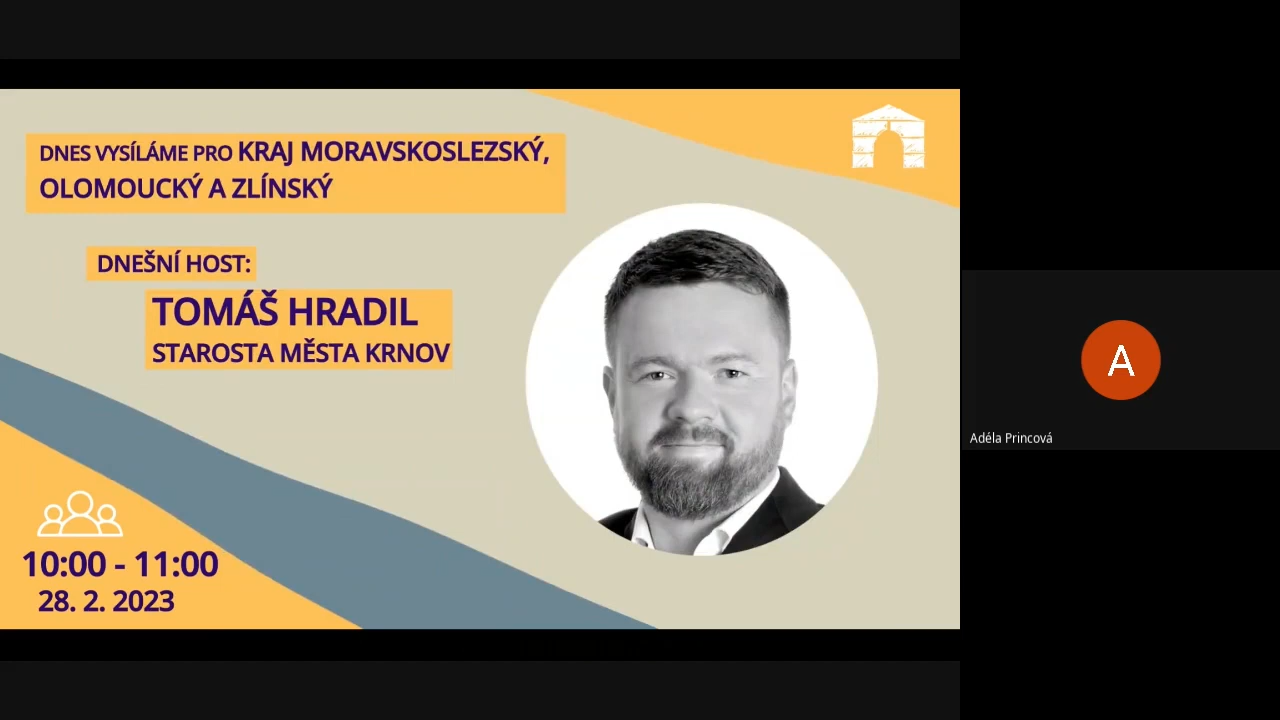 DNES VYSÍLÁME PRO KRAJ MORAVSKOSLEZSKÝ,
OLOMOUCKÝ A ZLÍNSKÝ
DNEŠNÍ HOST:
TOMÁŠ HRADIL
STAROSTA MĚSTA KRNOV
10:00 - 11:00
28. 2. 2023
A
Adéla Princová